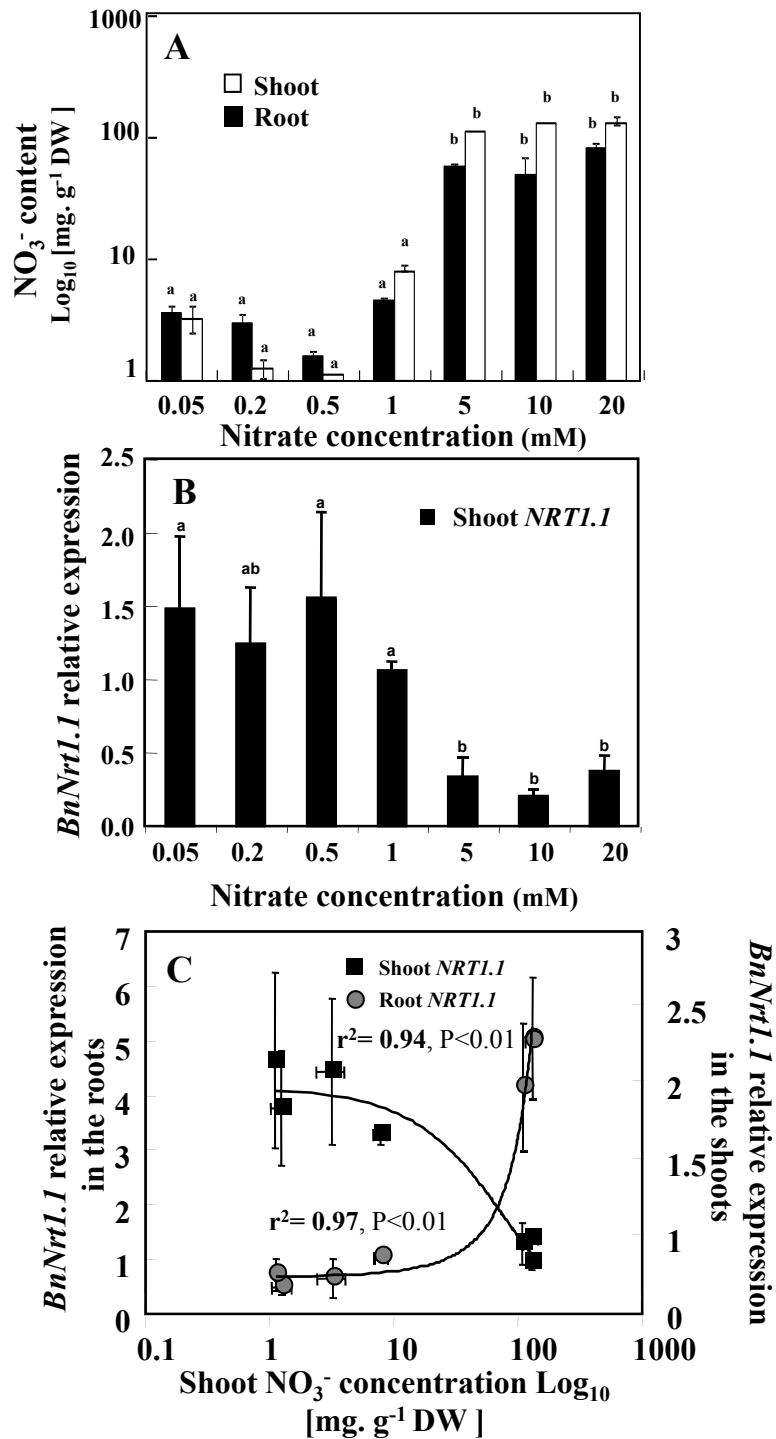 1000
A
Shoot
Root
100
10
1
NO₃⁻ content
Log₁₀ [mg. g⁻¹ DW ]
a a a a a a a a b b b b b b
0.05 0.2 0.5 1 5 10 20
Nitrate concentration (mM)
2.5
B
Shoot NRT1.1
2.0
1.5
1.0
0.5
0.0
BnNrt1.1 relative expression
a ab a a b b b
0.05 0.2 0.5 1 5 10 20
Nitrate concentration (mM)
7
6
5
4
3
2
1
0
BnNrt1.1 relative expression
in the roots
C
Shoot NRT1.1
Root NRT1.1
r²= 0.94, P<0.01
r²= 0.97, P<0.01
3
2.5
2
1.5
1
0.5
0
BnNrt1.1 relative expression
in the shoots
0.1 1 10 100 1000
Shoot NO₃⁻ concentration Log₁₀
[mg. g⁻¹ DW ]